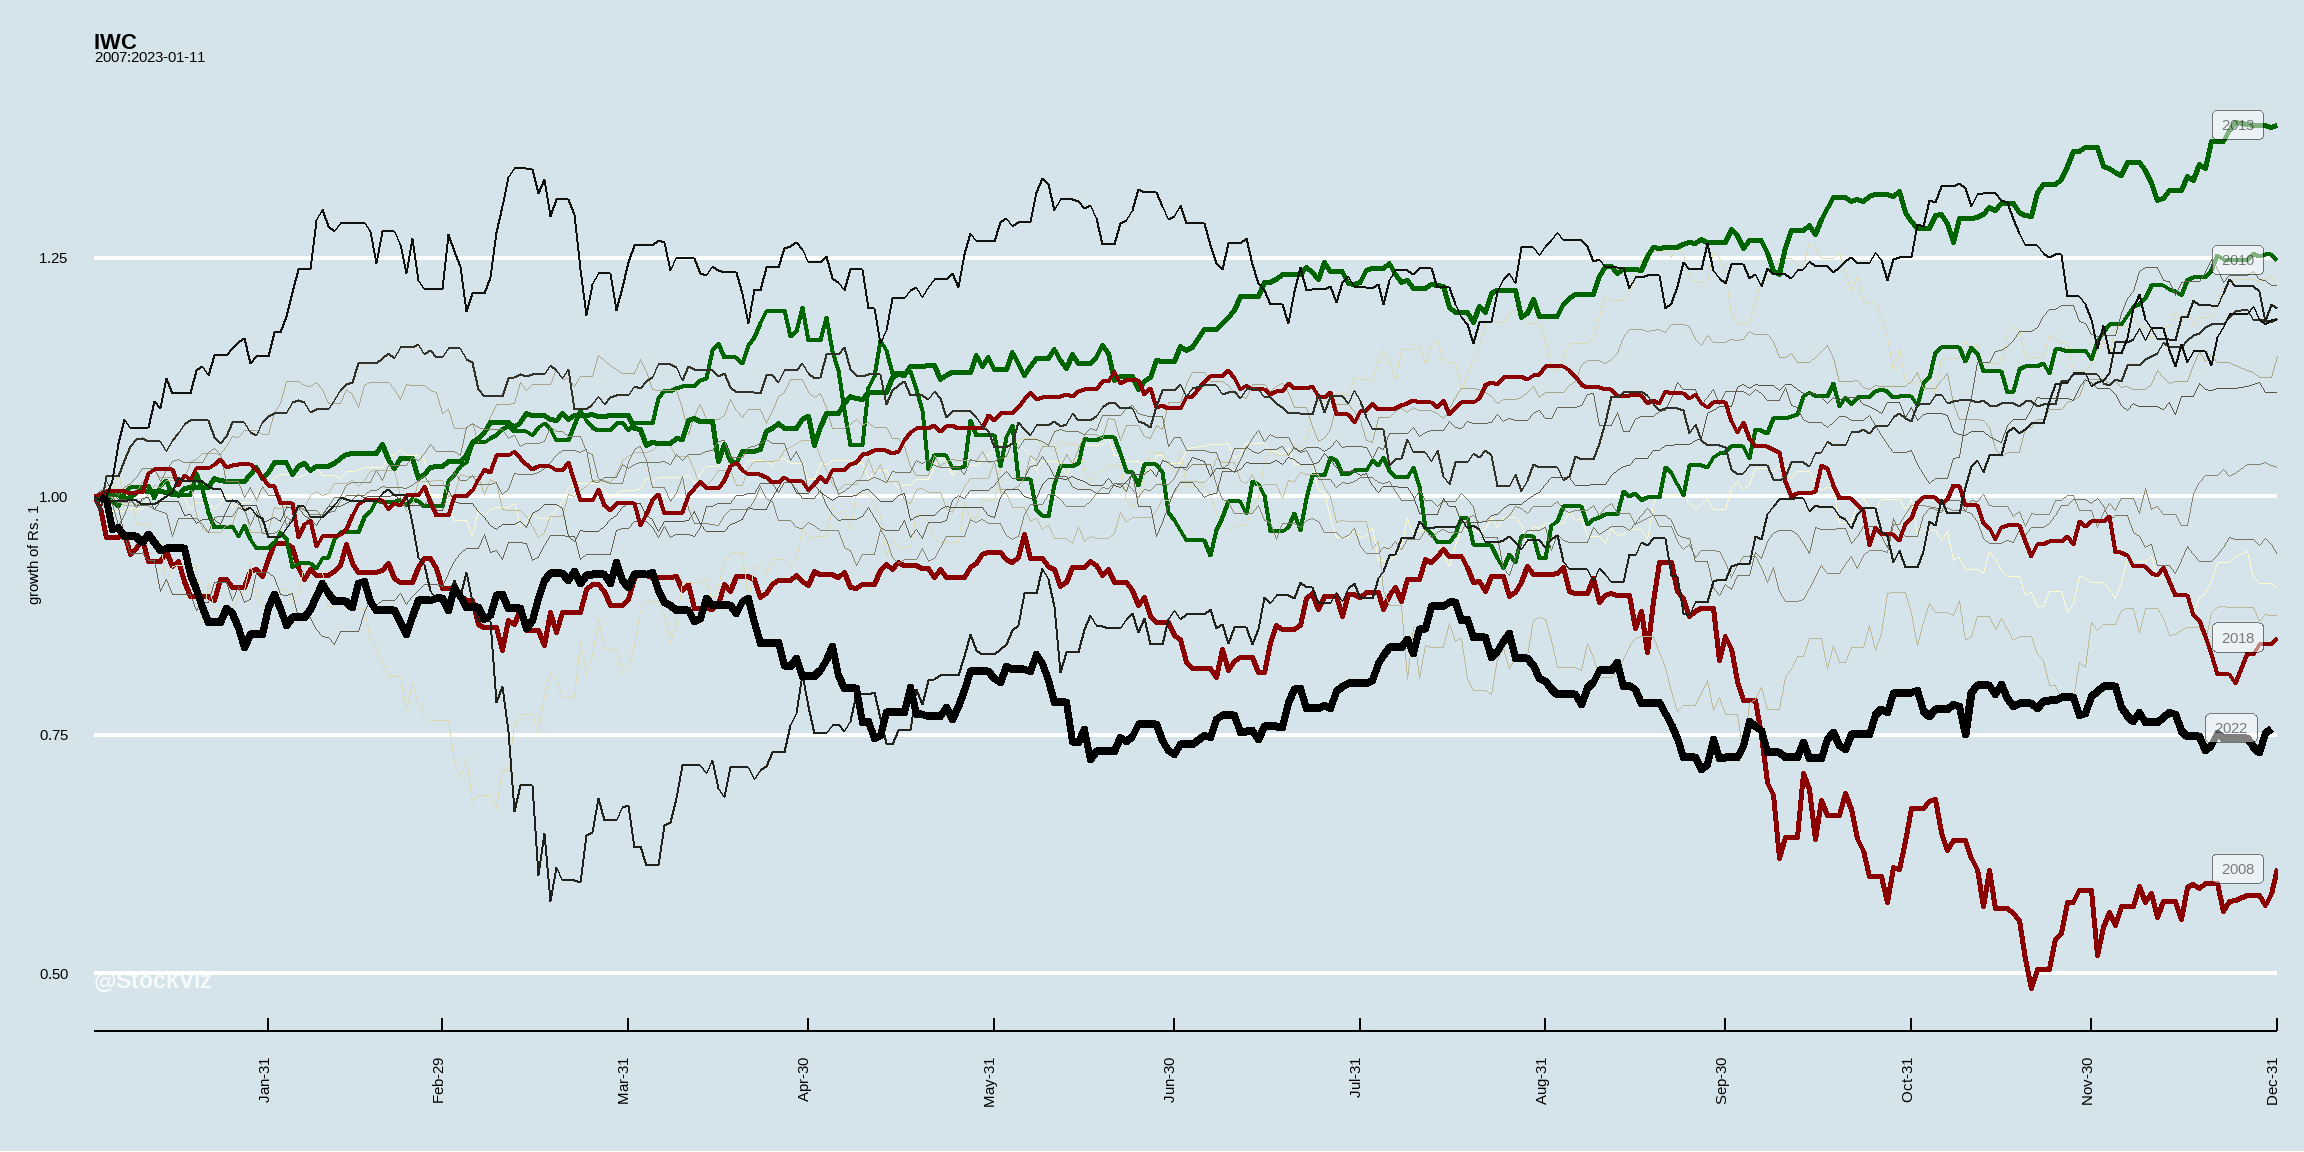 IWC
2007:2023-01-11
2013
1.25
2010
1.00
growth of Rs. 1
2018
0.75
2022
2008
0.50
@StockViz
Jan-31
Feb-29
Mar-31
Apr-30
May-31
Jun-30
Jul-31
Aug-31
Sep-30
Oct-31
Nov-30
Dec-31